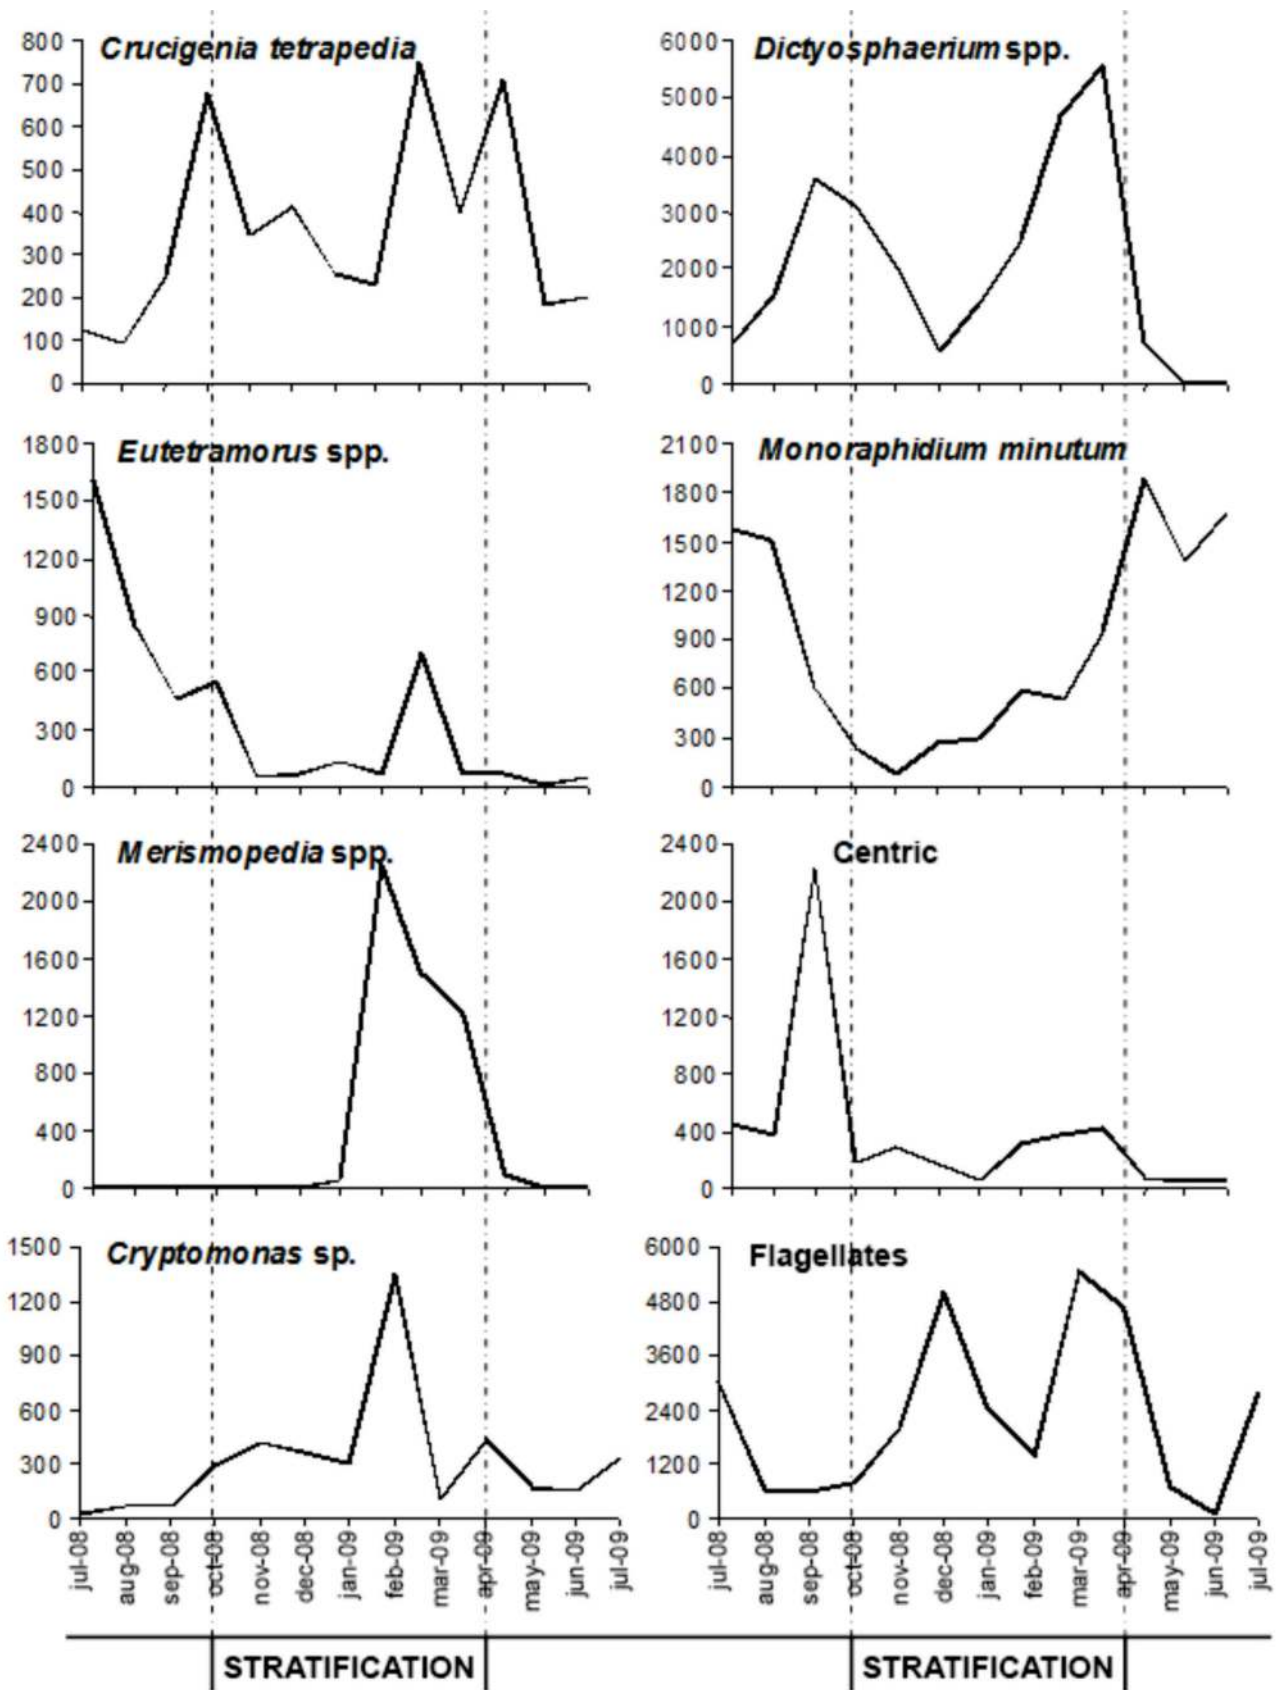 Crucigenia tetrapedia
800
700
600
500
400
300
200
100
0
Dictyosphaerium spp.
6000
5000
4000
3000
2000
1000
0
Eutetramorus spp.
1800
1500
1200
900
600
300
0
Monoraphidium minutum
2100
1800
1500
1200
900
600
300
0
Merismopedia spp.
2400
2000
1600
1200
800
400
0
Centric
2400
2000
1600
1200
800
400
0
Cryptomonas sp.
1500
1200
900
600
300
0
jul-08
aug-08
sep-08
oct-08
nov-08
dec-08
jan-09
feb-09
mar-09
apr-09
may-09
jun-09
jul-09
Flagellates
6000
4800
3600
2400
1200
0
jul-08
aug-08
sep-08
oct-08
nov-08
dec-08
jan-09
feb-09
mar-09
apr-09
may-09
jun-09
jul-09
STRATIFICATION
STRATIFICATION